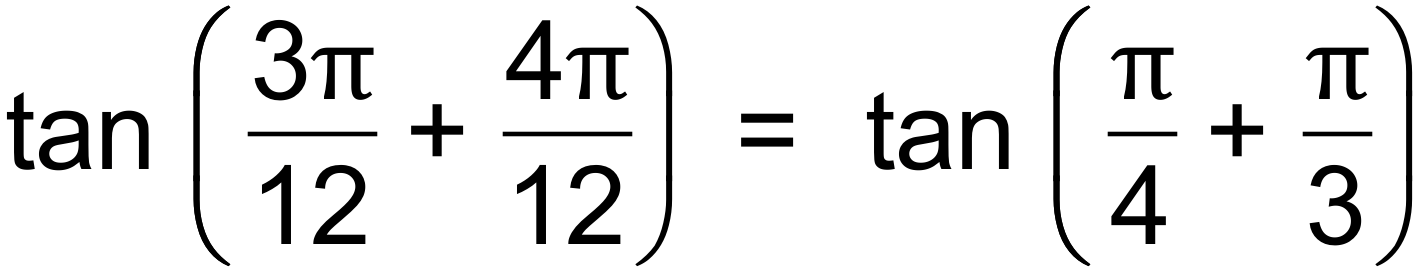 tan (3π/12 + 4π/12) = tan (π/4 + π/3)